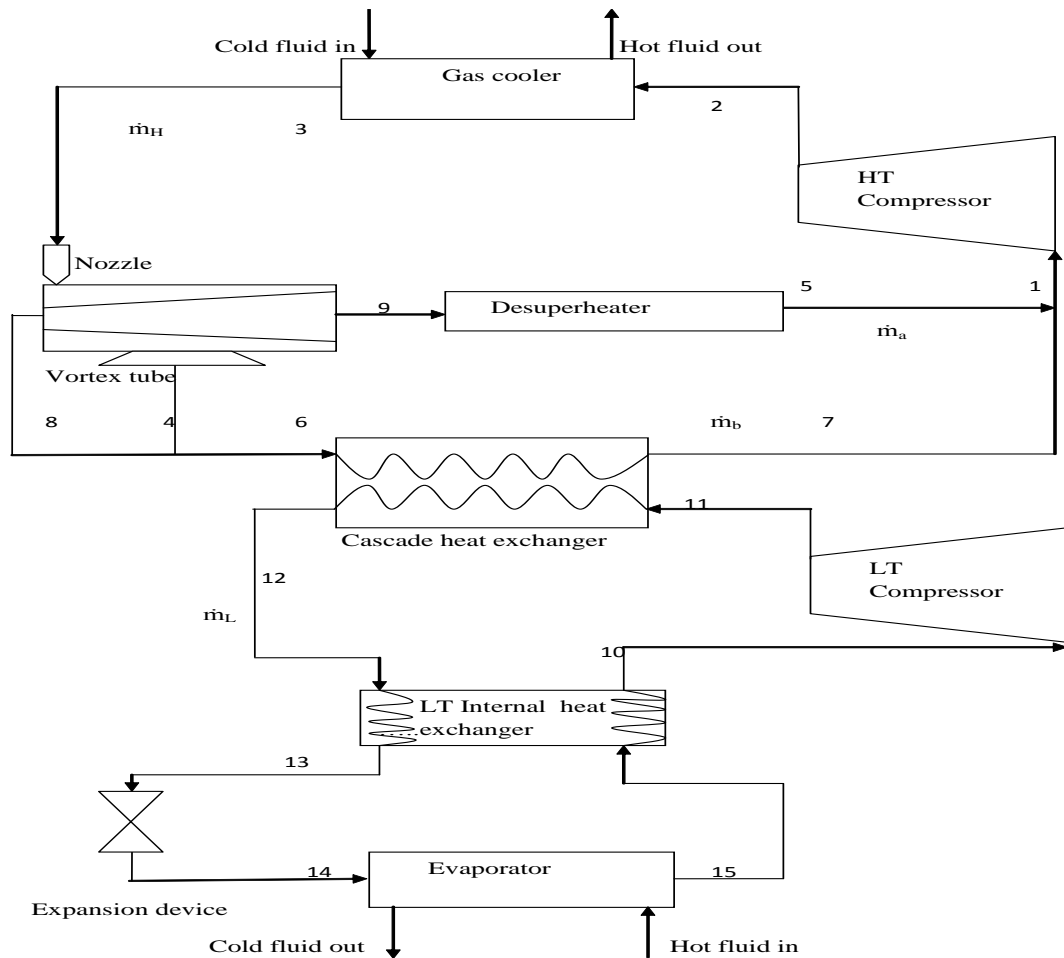 Cold fluid in
Hot fluid out
Gas cooler
2
ṁH
3
HT
Compressor
Nozzle
9
Desuperheater
5
1
ṁa
Vortex tube
8
4
6
ṁb
7
11
Cascade heat exchanger
12
LT
Compressor
ṁL
10
LT Internal heat
exchanger
13
Evaporator
14
15
Expansion device
Cold fluid out
Hot fluid in